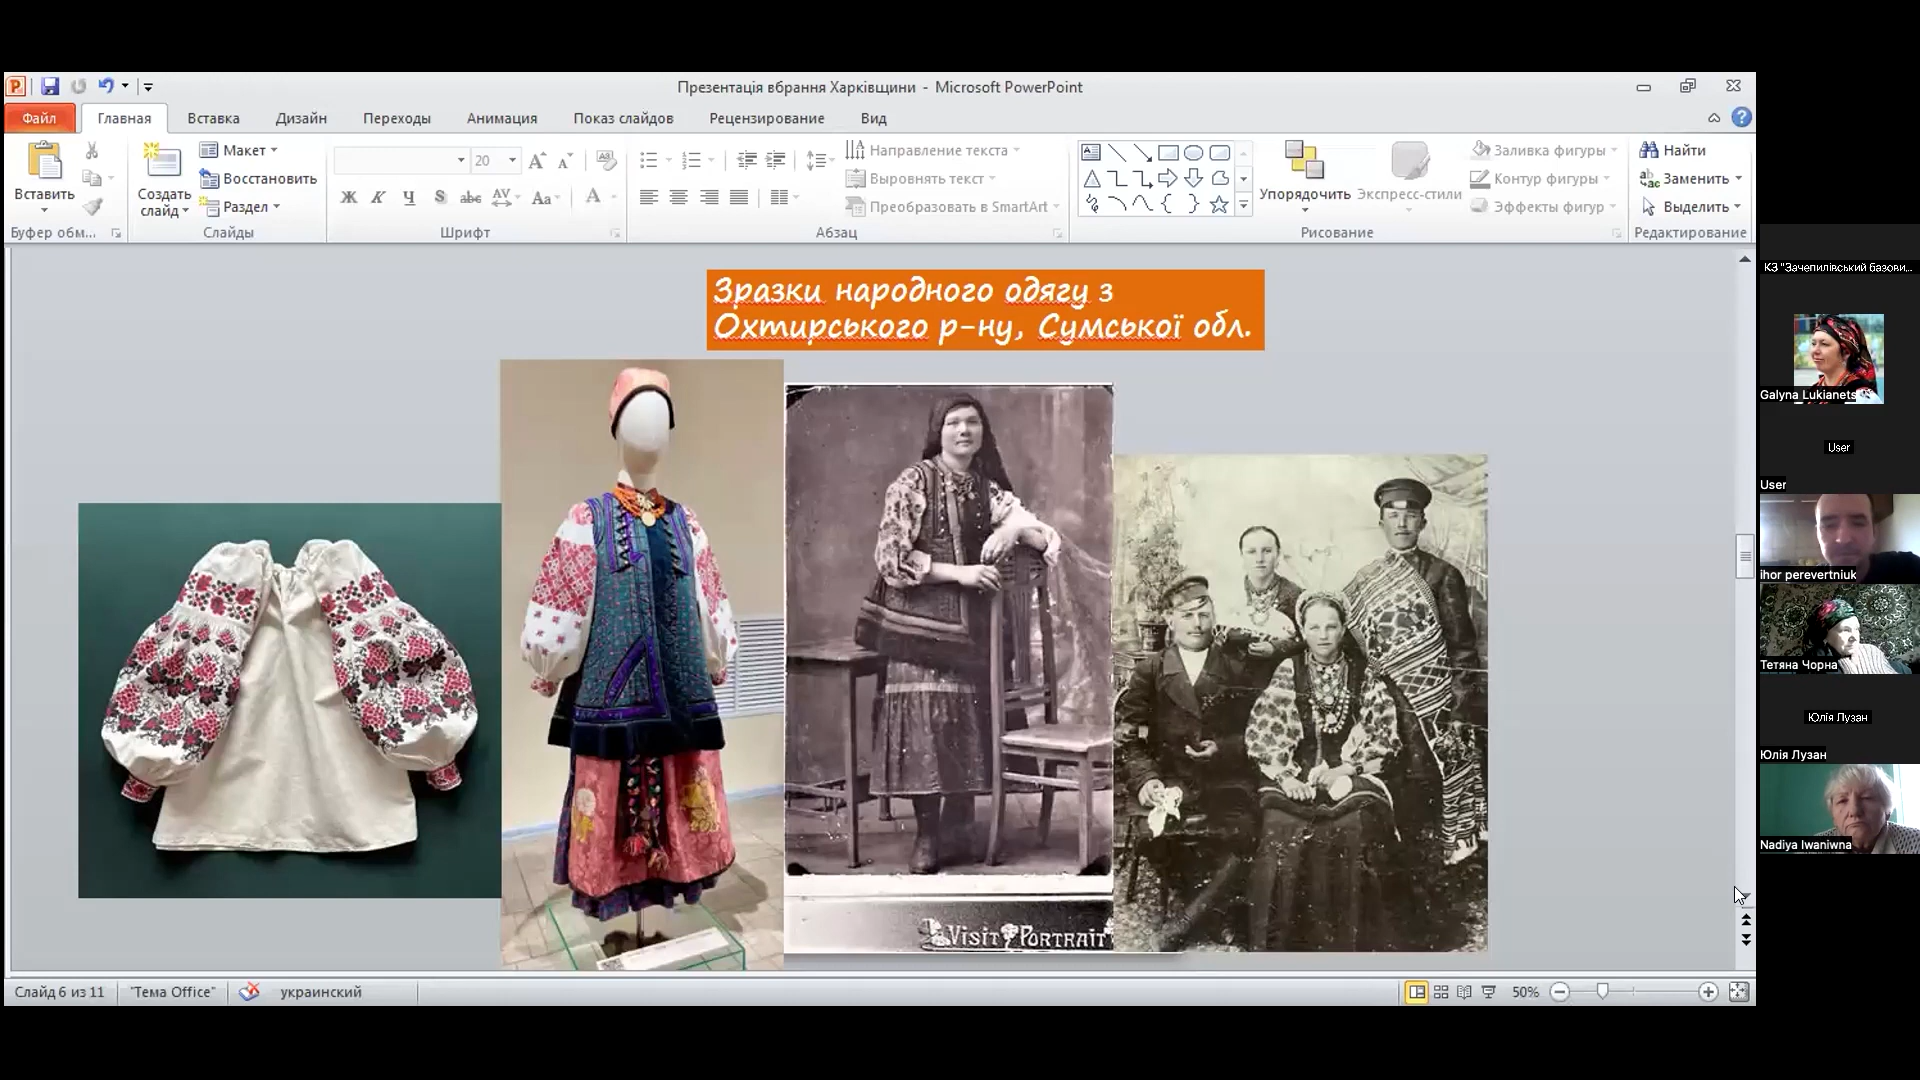 Презентація вбрання Харківщини - Microsoft PowerPoint
Файл
Главная
Вставка
Дизайн
Переходы
Анимация
Показ слайдов
Рецензирование
Вид
Вставить
Буфер обм...
Создать слайд
Макет
Восстановить
Раздел
Слайды
20
Ж К Ч S abc AV Aa A
Шрифт
Направление текста
Выровнять текст
Преобразовать в SmartArt
Абзац
Упорядочить
Экспресс-стили
Заливка фигуры
Контур фигуры
Эффекты фигур
Рисование
Найти
Заменить
Выделить
Редактирование
Зразки народного одягу з
Охтирського р-ну, Сумської обл.
Visit Portrait
Слайд 6 из 11
"Тема Office"
украинский
50%
КЗ "Зачепилівський базови...
Galyna Lukianets
User
User
ihor perevertniuk
Тетяна Чорна
Юлія Лузан
Юлія Лузан
Nadiya Iwaniwna